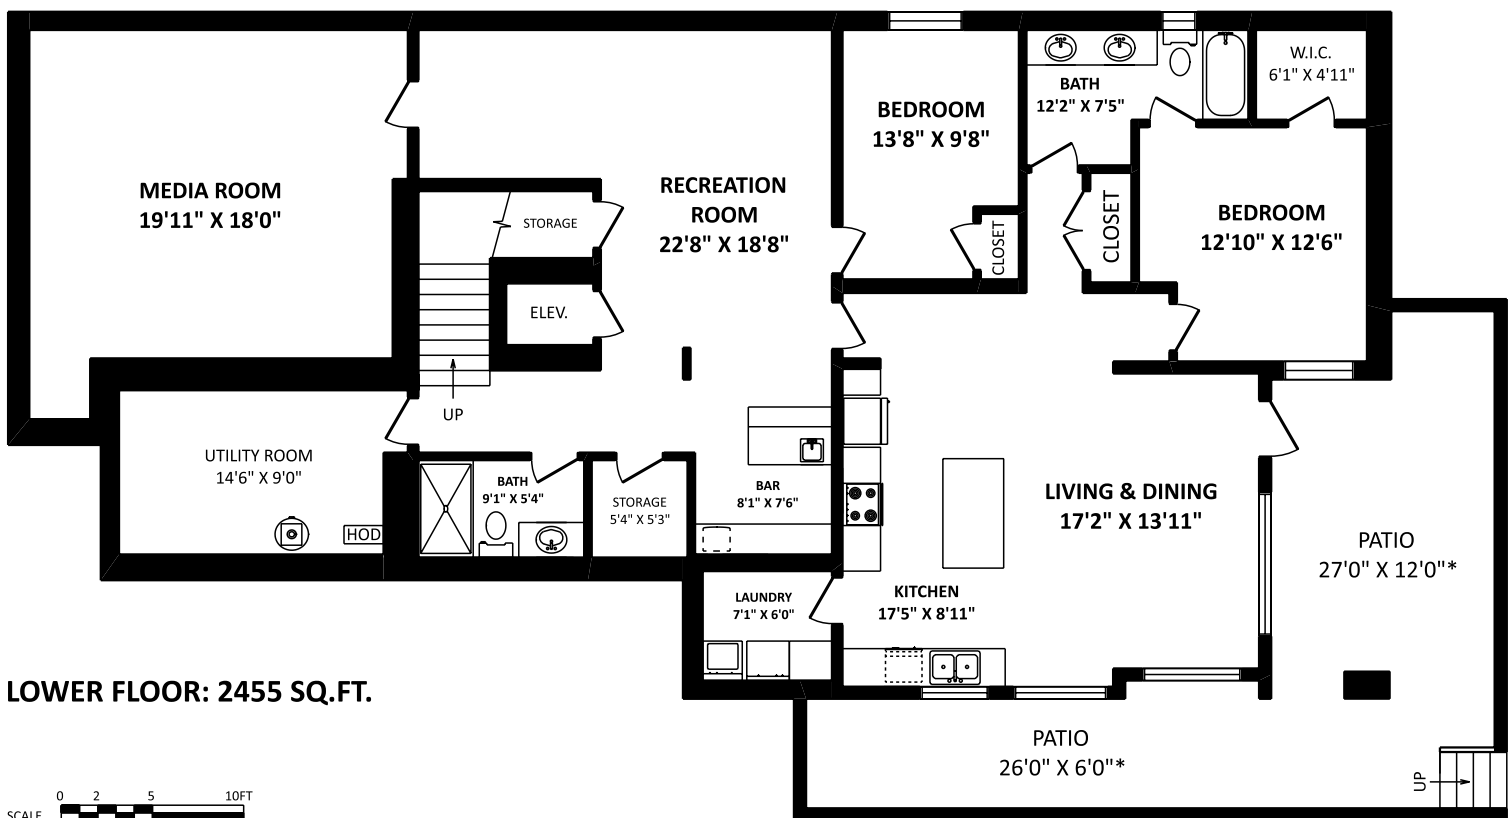 MEDIA ROOM
19'11" X 18'0"
RECREATION
ROOM
22'8" X 18'8"
STORAGE
ELEV.
UP
BEDROOM
13'8" X 9'8"
CLOSET
BATH
12'2" X 7'5"
W.I.C.
6'1" X 4'11"
CLOSET
BEDROOM
12'10" X 12'6"
UTILITY ROOM
14'6" X 9'0"
HOD
BATH
9'1" X 5'4"
STORAGE
5'4" X 5'3"
BAR
8'1" X 7'6"
LIVING & DINING
17'2" X 13'11"
PATIO
27'0" X 12'0"*
LAUNDRY
7'1" X 6'0"
KITCHEN
17'5" X 8'11"
LOWER FLOOR: 2455 SQ.FT.
PATIO
26'0" X 6'0"*
UP
0 2 5 10FT
SCALE